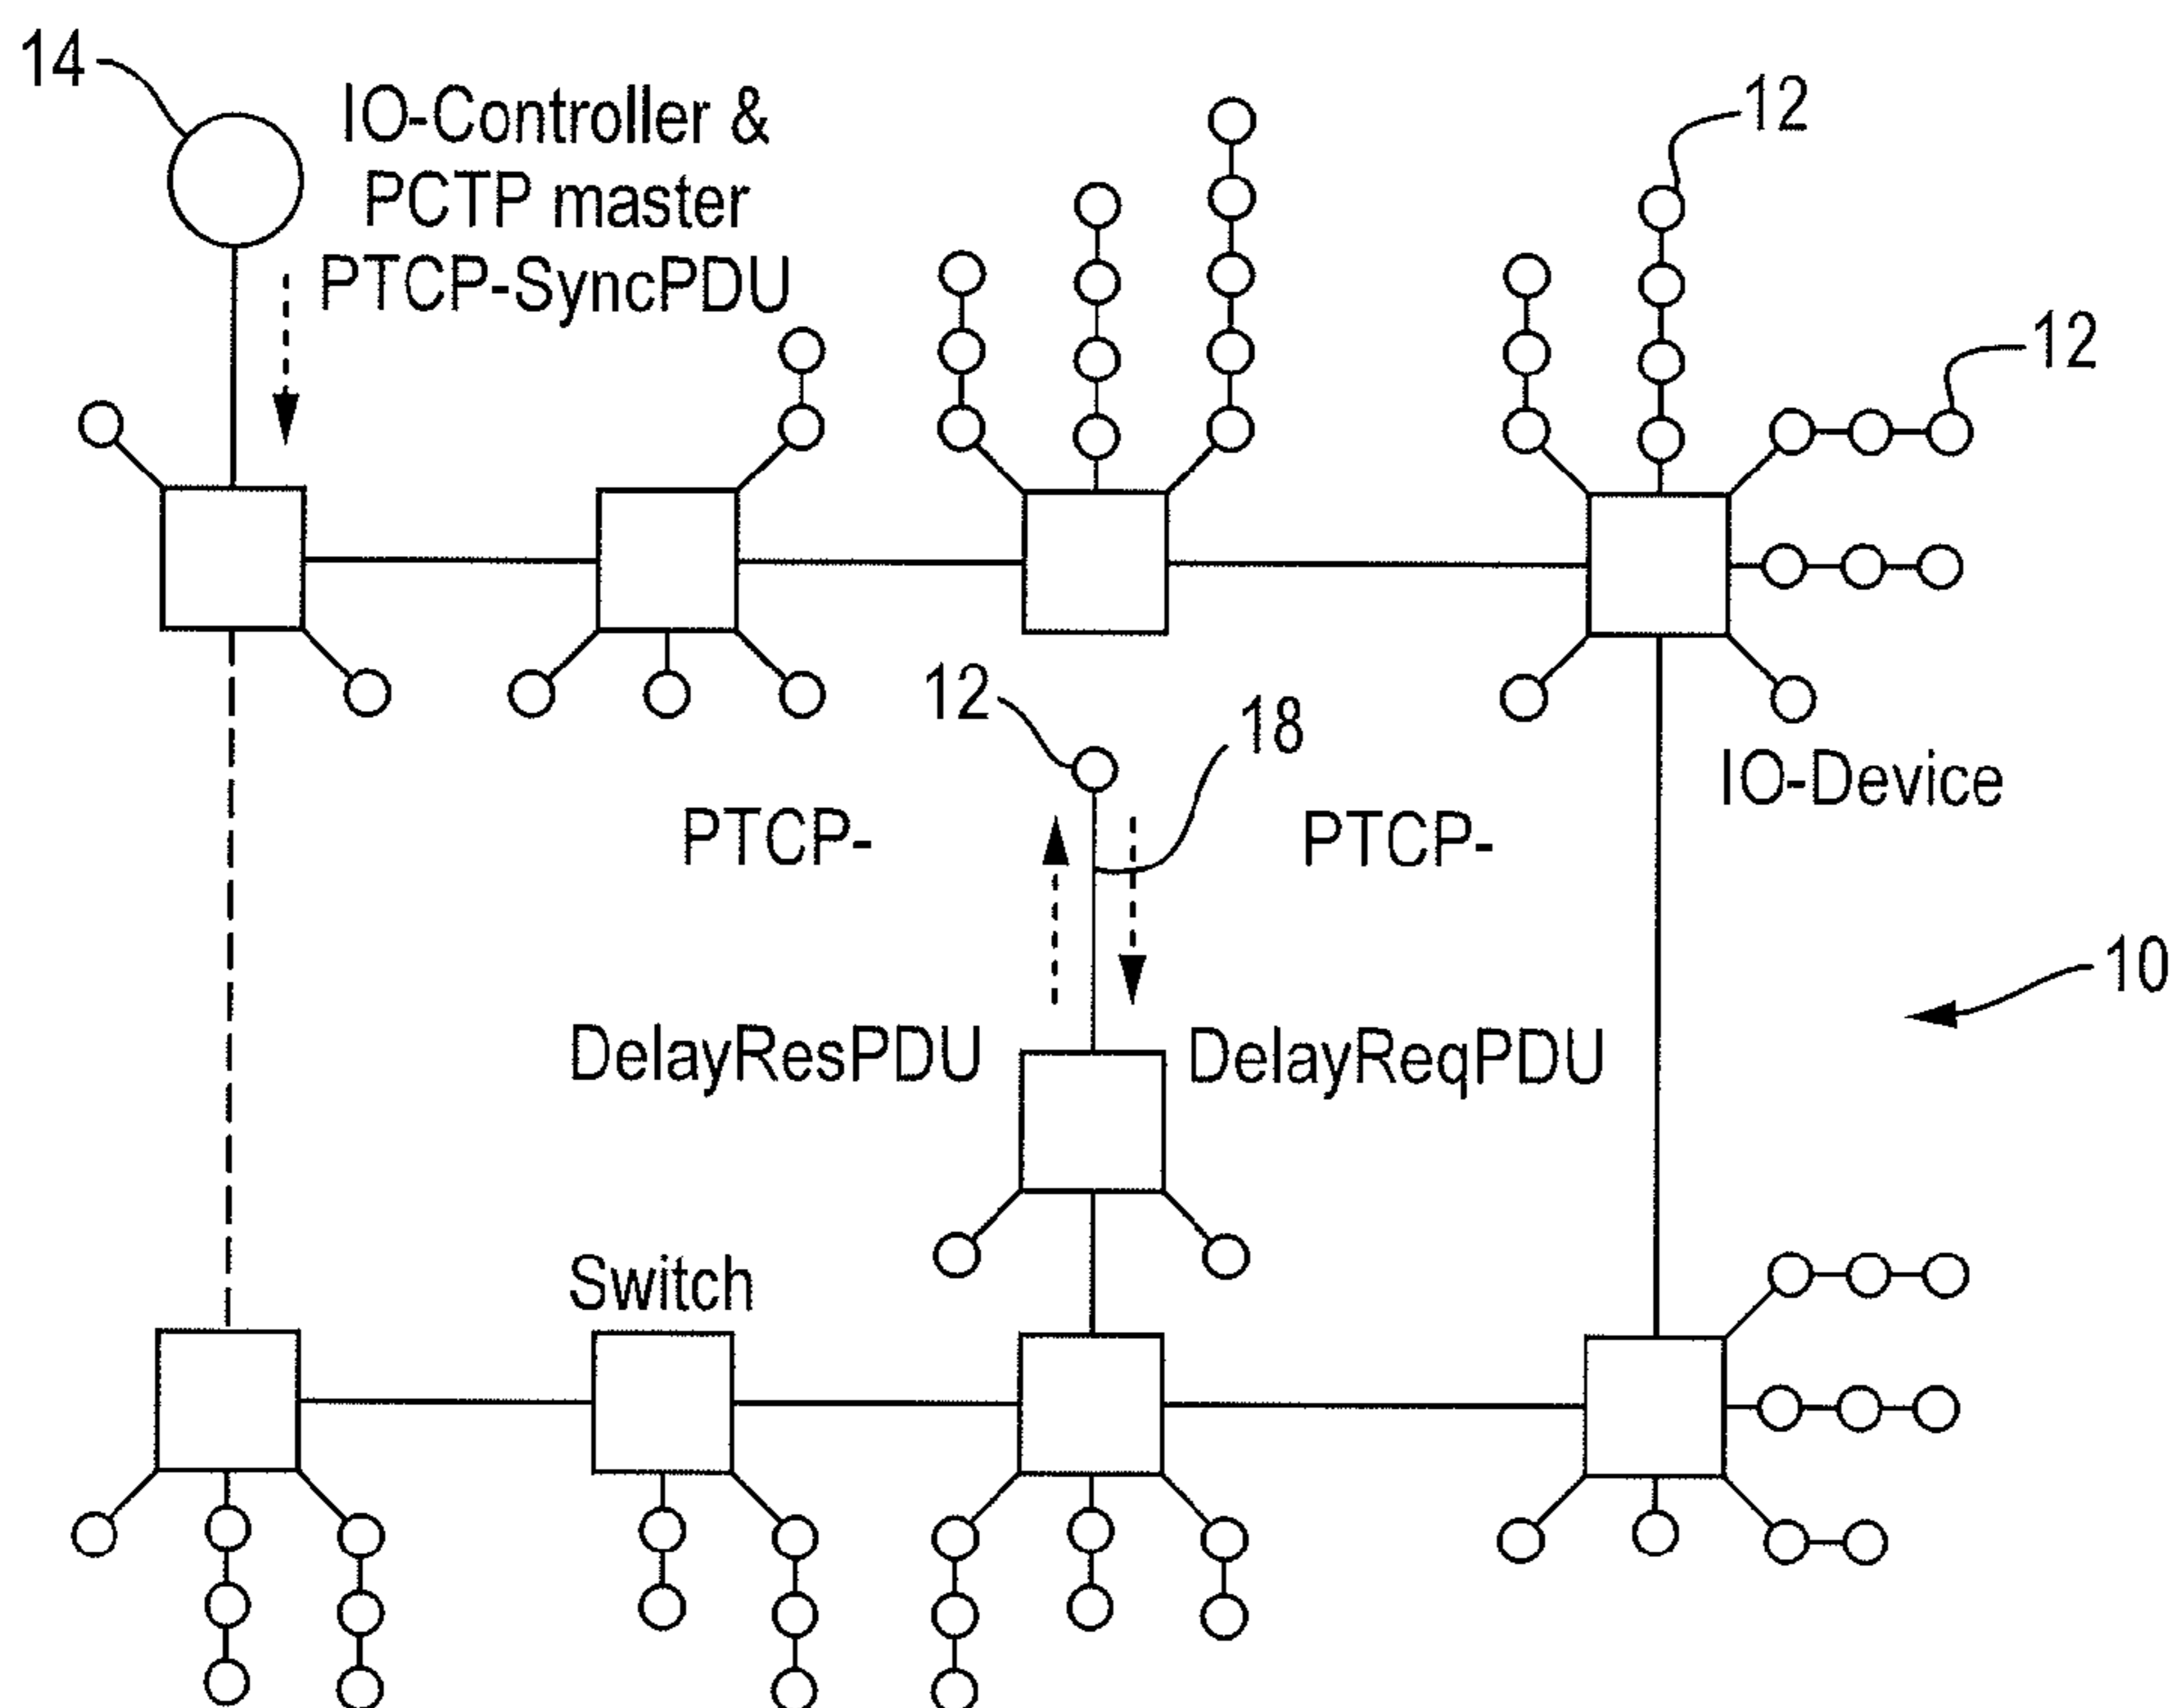 14
IO-Controller &
PCTP master
PTCP-SyncPDU
12
12
12
18
IO-Device
PTCP-
PTCP-
10
DelayResPDU
DelayReqPDU
Switch